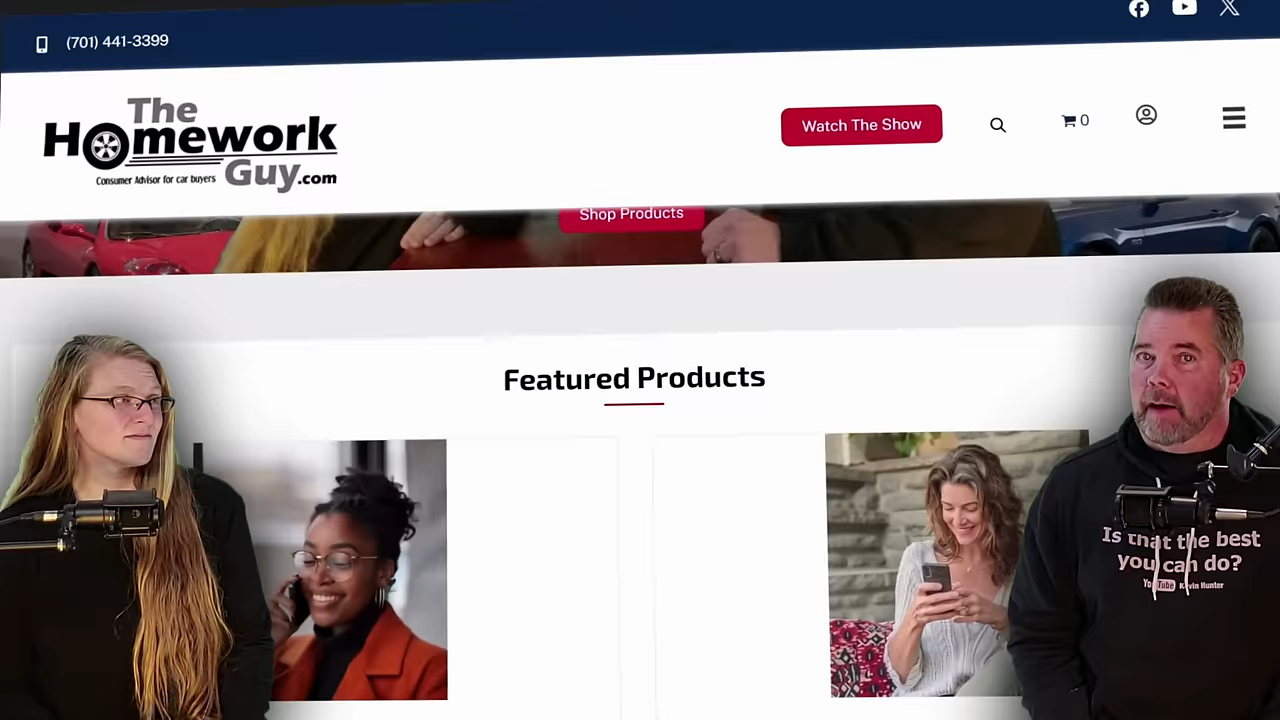 (701) 441-3399
The
Homework
Guy.com
Consumer Advisor for car buyers
Watch The Show
0
Shop Products
Featured Products
Is that the best
you can do?
YouTube Kevin Hunter